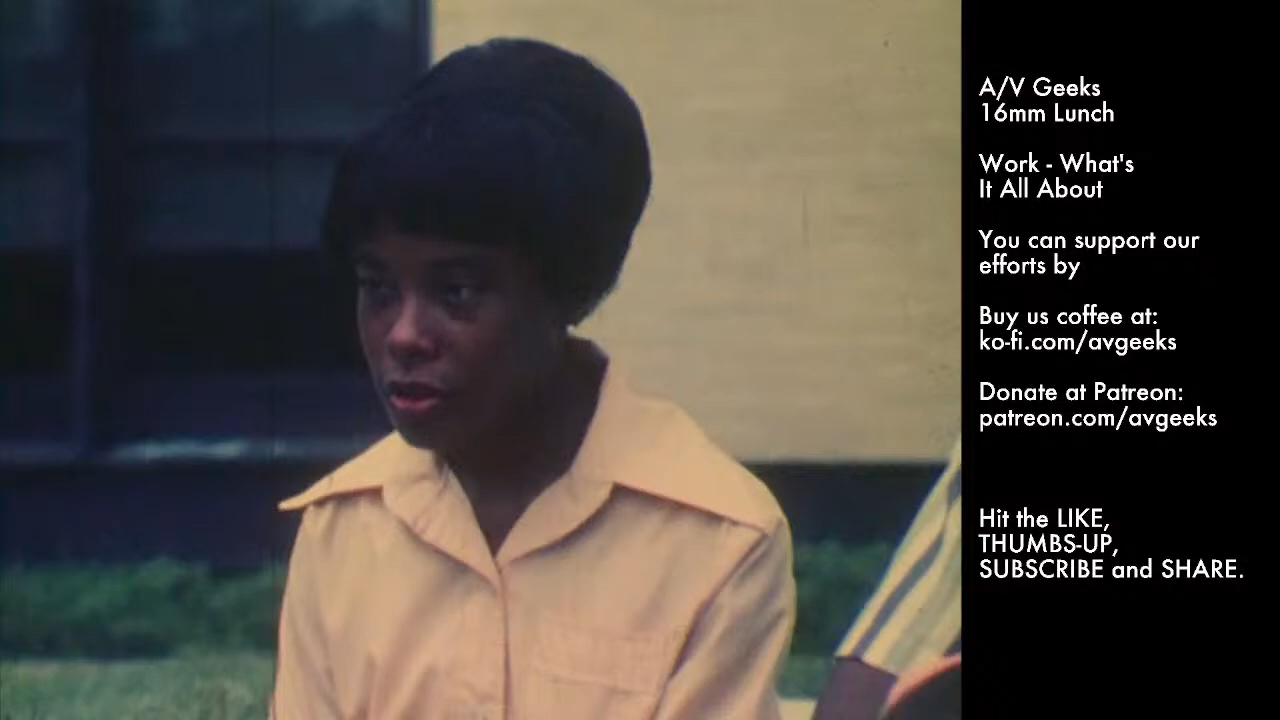 A/V Geeks
16mm Lunch
Work - What's
It All About
You can support our
efforts by
Buy us coffee at:
ko-fi.com/avgeeks
Donate at Patreon:
patreon.com/avgeeks
Hit the LIKE,
THUMBS-UP,
SUBSCRIBE and SHARE.